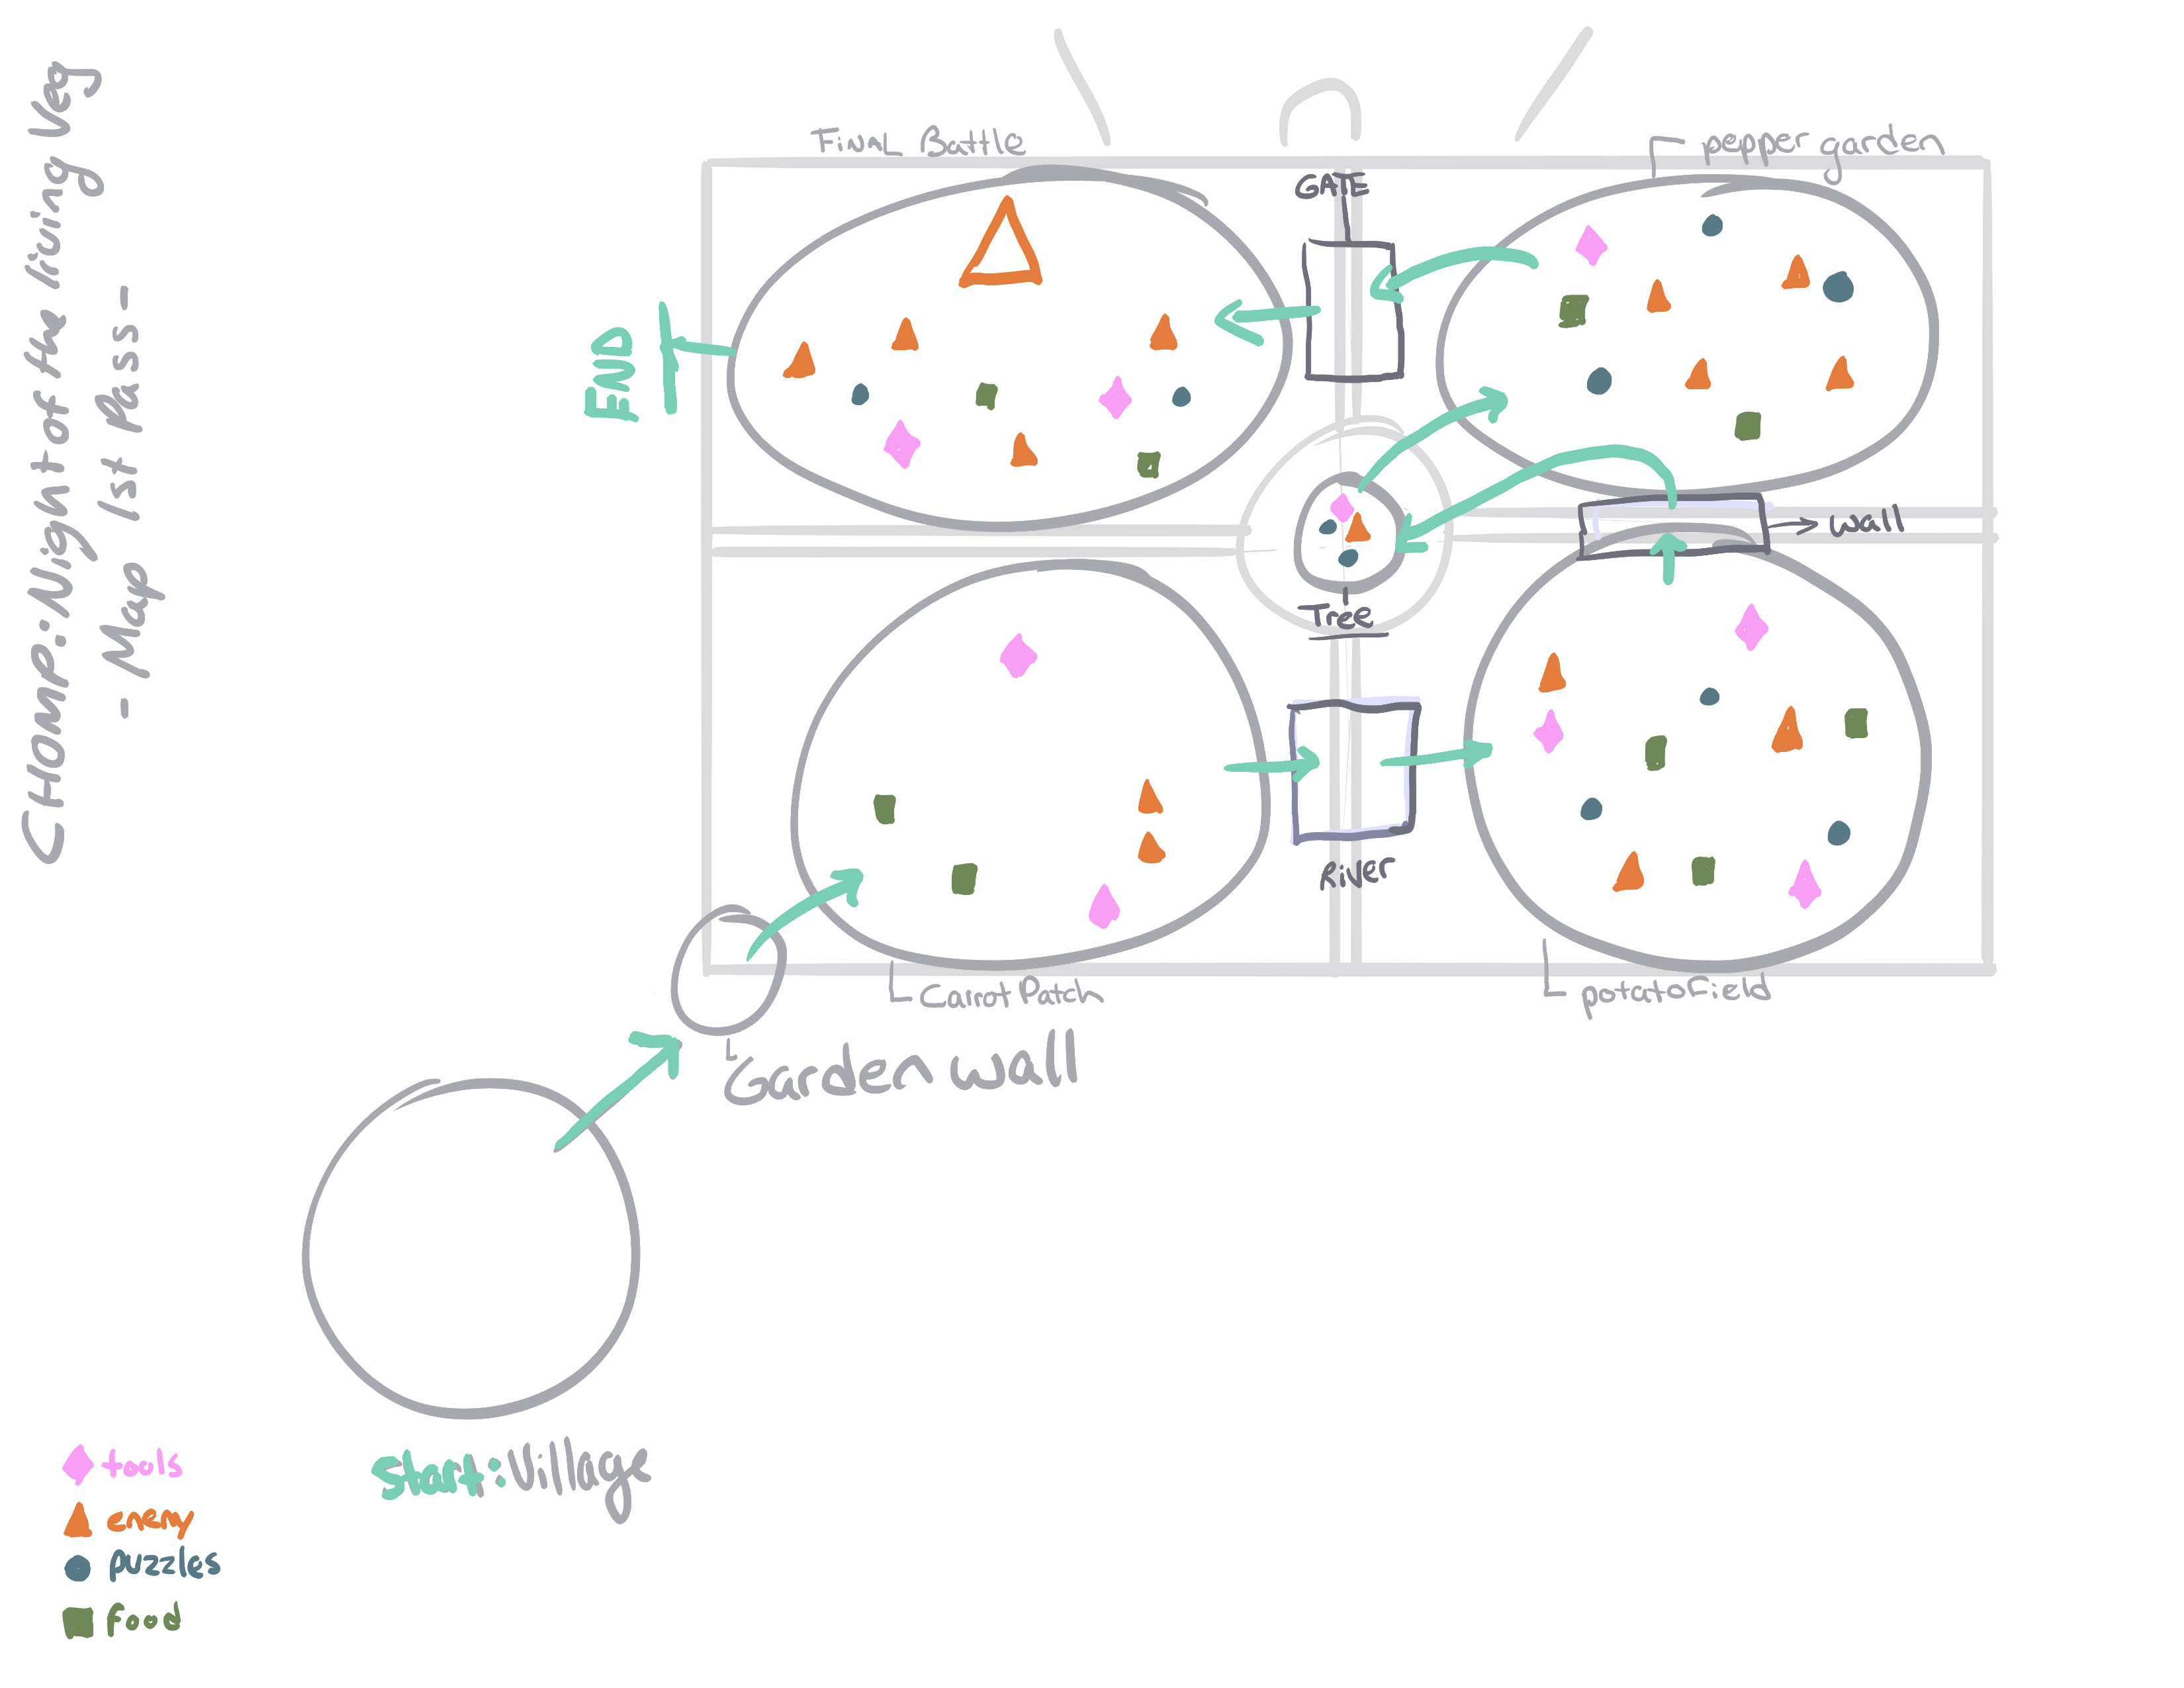 CHOMP: Night of the living Veg
- Map 1st Pass -
Final Battle
pepper garden
GATE
End
wall
Tree
River
Carrot Patch
potato Field
Garden wall
Start: Village
tools
enemy
puzzles
food